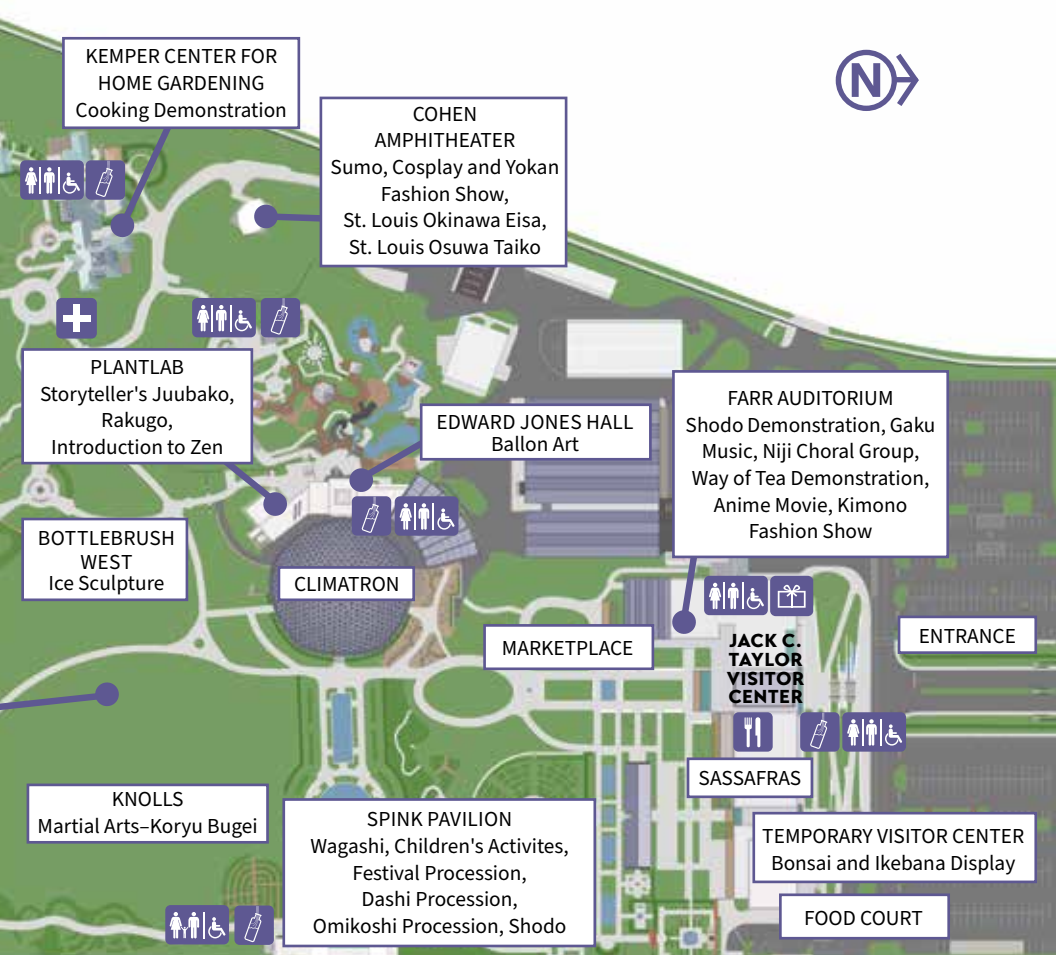 KEMPER CENTER FOR
HOME GARDENING
Cooking Demonstration
N
COHEN
AMPHITHEATER
Sumo, Cosplay and Yokan
Fashion Show,
St. Louis Okinawa Eisa,
St. Louis Osuwa Taiko
PLANTLAB
Storyteller's Juubako,
Rakugo,
Introduction to Zen
EDWARD JONES HALL
Ballon Art
FARR AUDITORIUM
Shodo Demonstration, Gaku
Music, Niji Choral Group,
Way of Tea Demonstration,
Anime Movie, Kimono
Fashion Show
BOTTLEBRUSH
WEST
Ice Sculpture
CLIMATRON
MARKETPLACE
JACK C.
TAYLOR
VISITOR
CENTER
ENTRANCE
SASSAFRAS
KNOLLS
Martial Arts–Koryu Bugei
SPINK PAVILION
Wagashi, Children's Activites,
Festival Procession,
Dashi Procession,
Omikoshi Procession, Shodo
TEMPORARY VISITOR CENTER
Bonsai and Ikebana Display
FOOD COURT